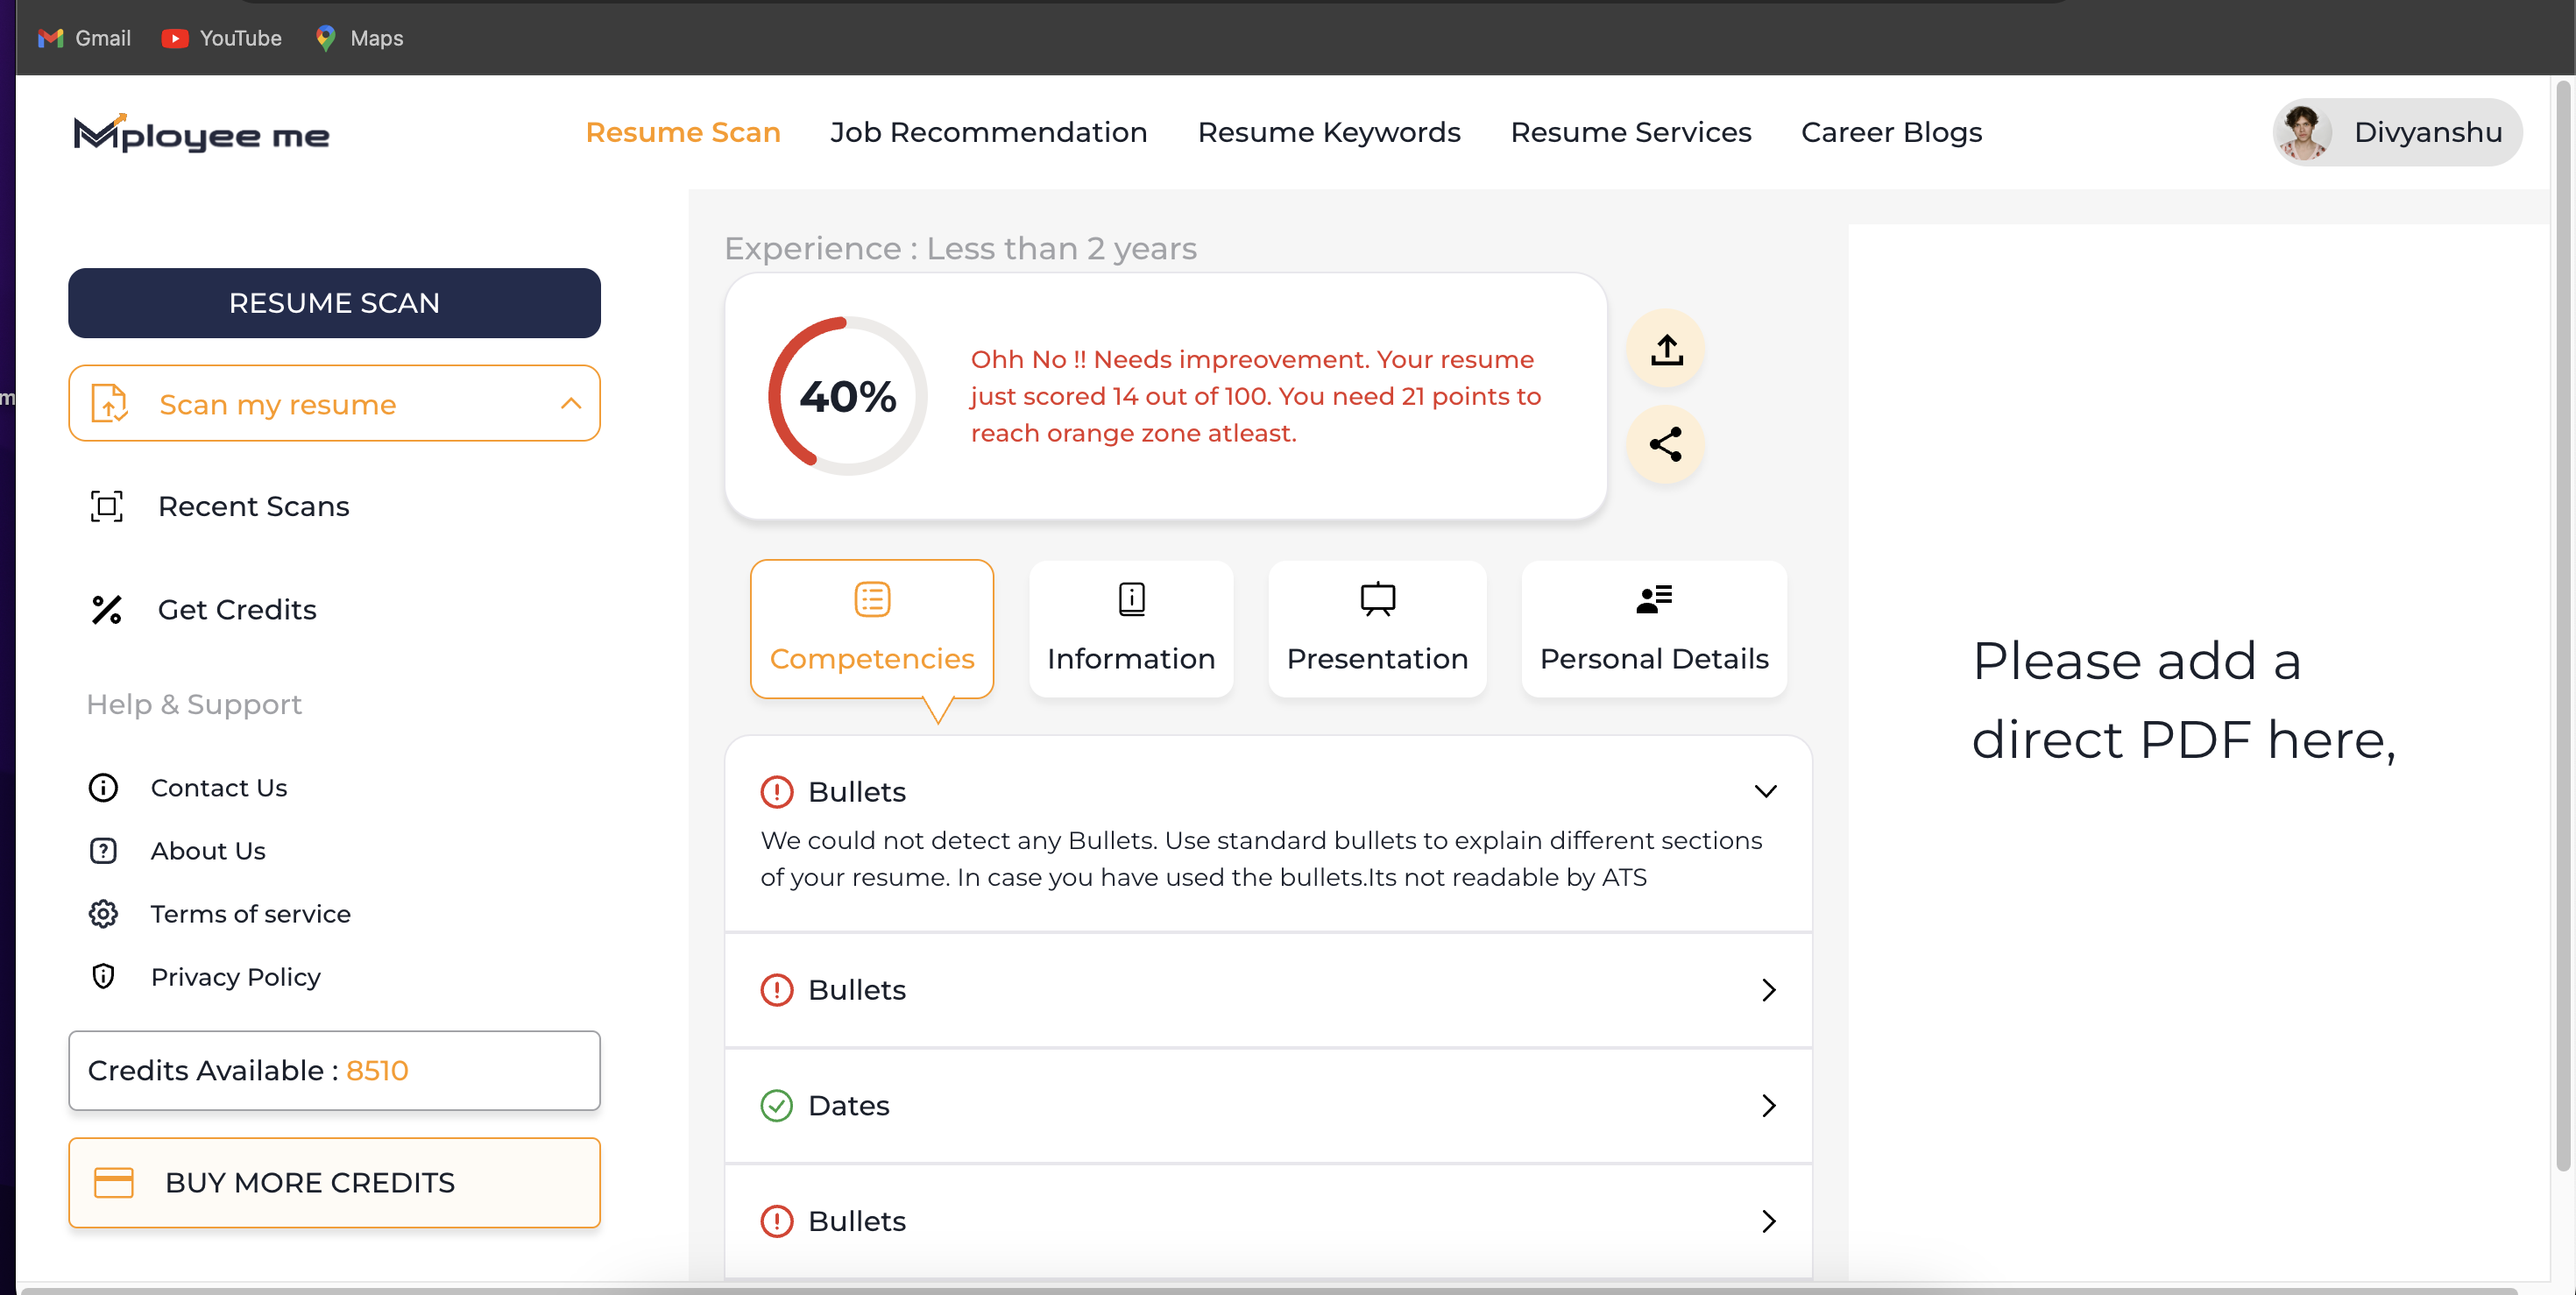 Gmail YouTube Maps
Mployee me
Resume Scan Job Recommendation Resume Keywords Resume Services Career Blogs Divyanshu
RESUME SCAN
Scan my resume
Recent Scans
Get Credits
Help & Support
Contact Us
About Us
Terms of service
Privacy Policy
Credits Available : 8510
BUY MORE CREDITS
Experience : Less than 2 years
40%
Ohh No !! Needs impreovement. Your resume
just scored 14 out of 100. You need 21 points to
reach orange zone atleast.
Competencies Information Presentation Personal Details
Bullets
We could not detect any Bullets. Use standard bullets to explain different sections
of your resume. In case you have used the bullets.Its not readable by ATS
Bullets
Dates
Bullets
Please add a
direct PDF here,